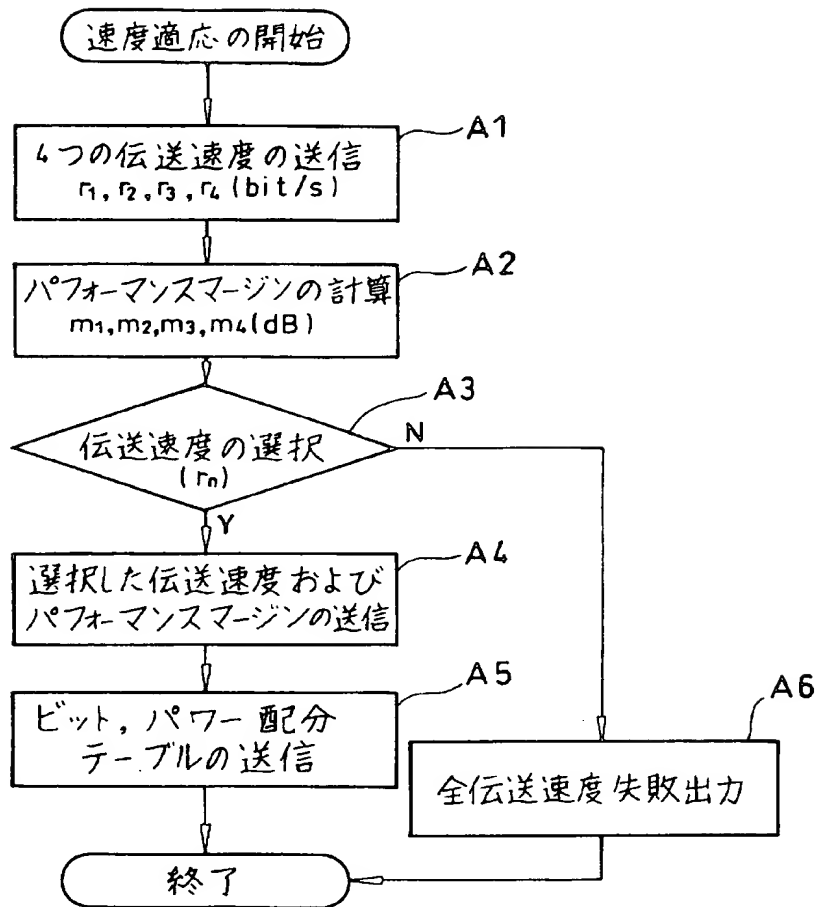 速度適応の開始
A1
4つの伝送速度の送信
r₁, r₂, r₃, r₄ (bit/s)
A2
パフォーマンスマージンの計算
m₁, m₂, m₃, m₄ (dB)
A3
伝送速度の選択
(rₙ)
N
Y
A4
選択した伝送速度および
パフォーマンスマージンの送信
A5
ビット, パワー配分
テーブルの送信
A6
全伝送速度失敗出力
終了